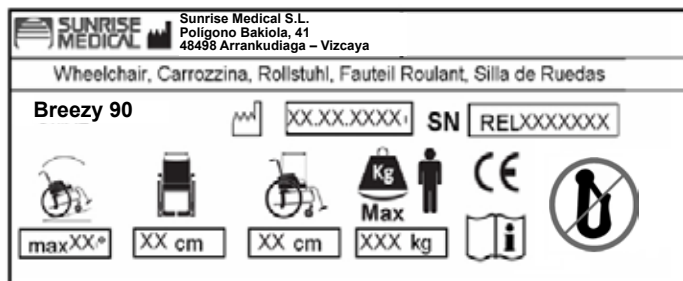 SUNRISE
MEDICAL
Sunrise Medical S.L.
Polígono Bakiola, 41
48498 Arrankudiaga – Vizcaya
Wheelchair, Carrozzina, Rollstuhl, Fauteil Roulant, Silla de Ruedas
Breezy 90
XX.XX.XXXX
SN
RELXXXXXXX
Kg
Max
CE
maxXX.°
XX cm
XX cm
XXX kg
i